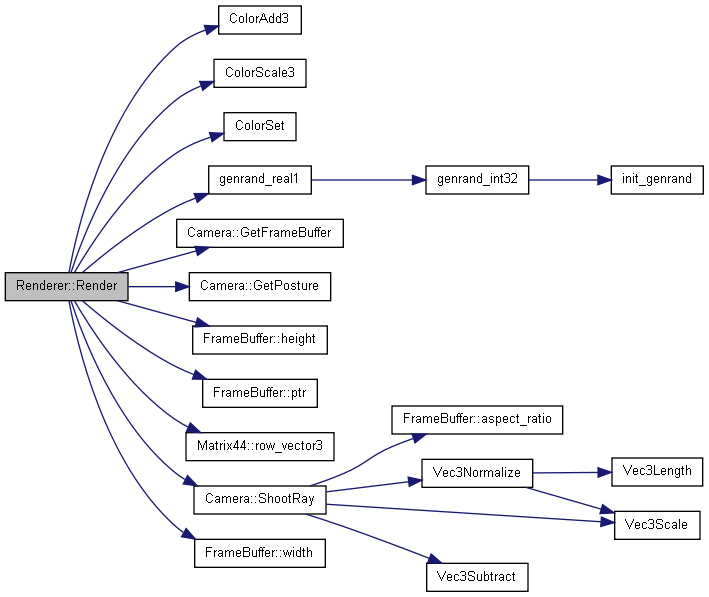 ColorAdd3
ColorScale3
ColorSet
genrand_real1
genrand_int32
init_genrand
Camera::GetFrameBuffer
Renderer::Render
Camera::GetPosture
FrameBuffer::height
FrameBuffer::ptr
FrameBuffer::aspect_ratio
Matrix44::row_vector3
Vec3Normalize
Vec3Length
Camera::ShootRay
Vec3Scale
FrameBuffer::width
Vec3Subtract